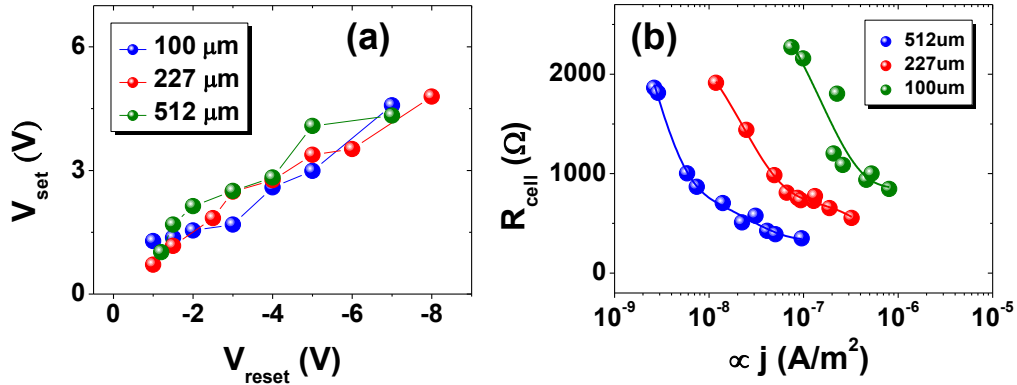 (a)
100 μm
227 μm
512 μm
6
3
0
V_set (V)
0 -2 -4 -6 -8
V_reset (V)
(b)
512um
227um
100um
2000
1000
0
R_cell (Ω)
10^-9 10^-8 10^-7 10^-6 10^-5
∝ j (A/m^2)